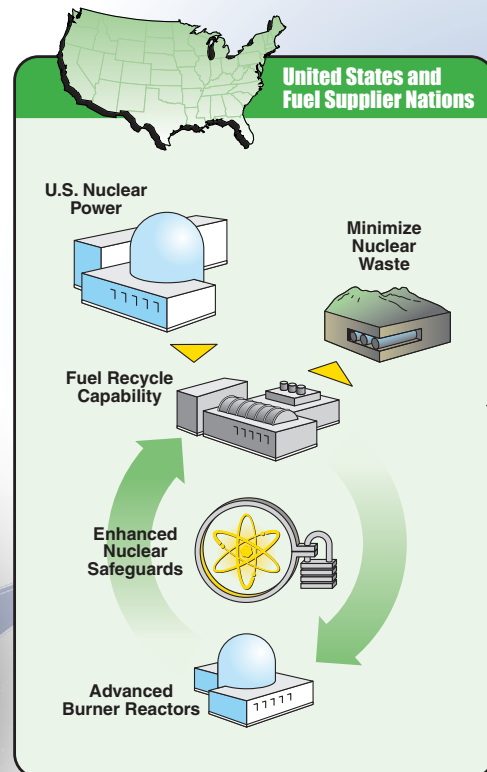 United States and
Fuel Supplier Nations
U.S. Nuclear
Power
Minimize
Nuclear
Waste
Fuel Recycle
Capability
Enhanced
Nuclear
Safeguards
Advanced
Burner Reactors